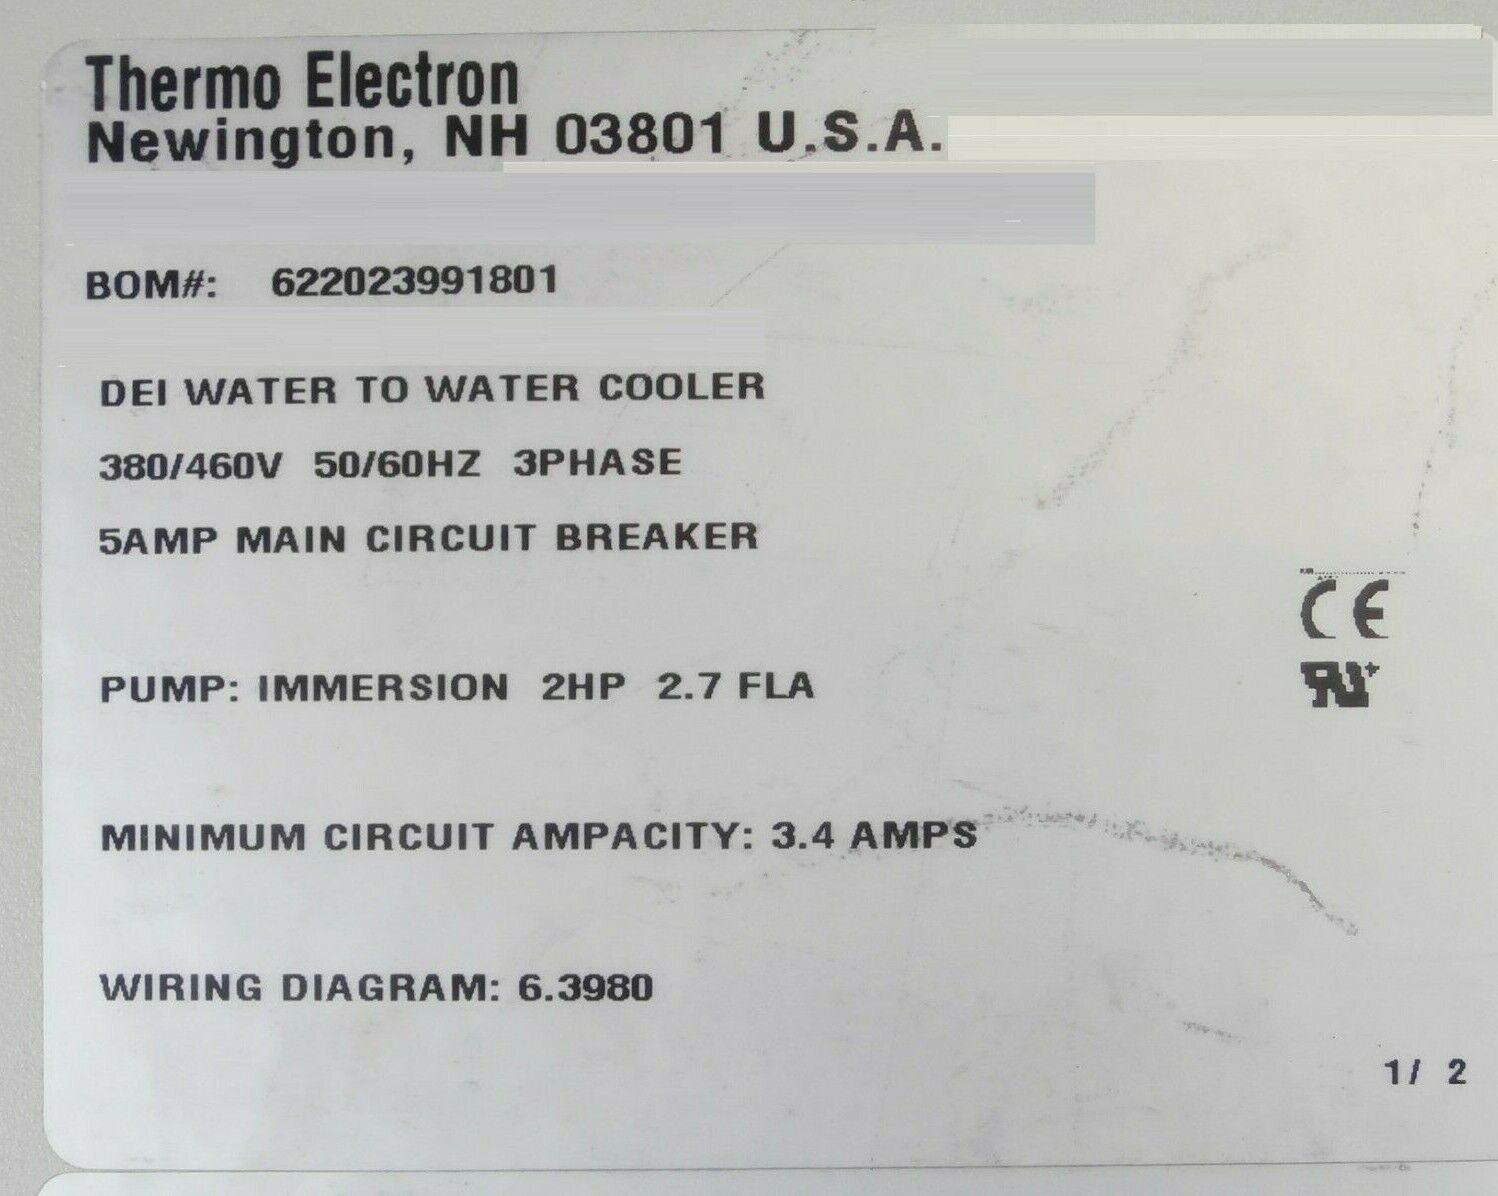 Thermo Electron
Newington, NH 03801 U.S.A.
BOM#: 622023991801
DEI WATER TO WATER COOLER
380/460V 50/60HZ 3PHASE
5AMP MAIN CIRCUIT BREAKER
CE
PUMP: IMMERSION 2HP 2.7 FLA
MINIMUM CIRCUIT AMPACITY: 3.4 AMPS
WIRING DIAGRAM: 6.3980
1/ 2